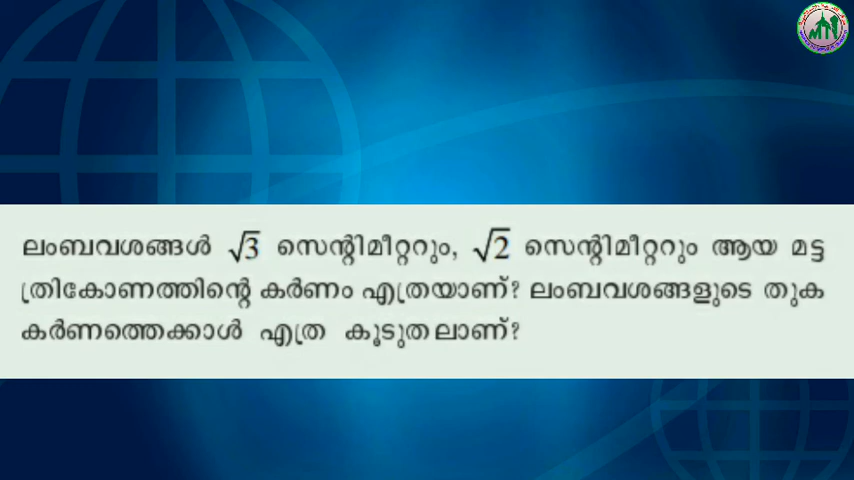 ലംബവശങ്ങൾ √3 സെന്റിമീറ്ററും, √2 സെന്റിമീറ്ററും ആയ മട്ട
ത്രികോണത്തിന്റെ കർണം എത്രയാണ്? ലംബവശങ്ങളുടെ തുക
കർണത്തെക്കാൾ എത്ര കൂടുതലാണ്?